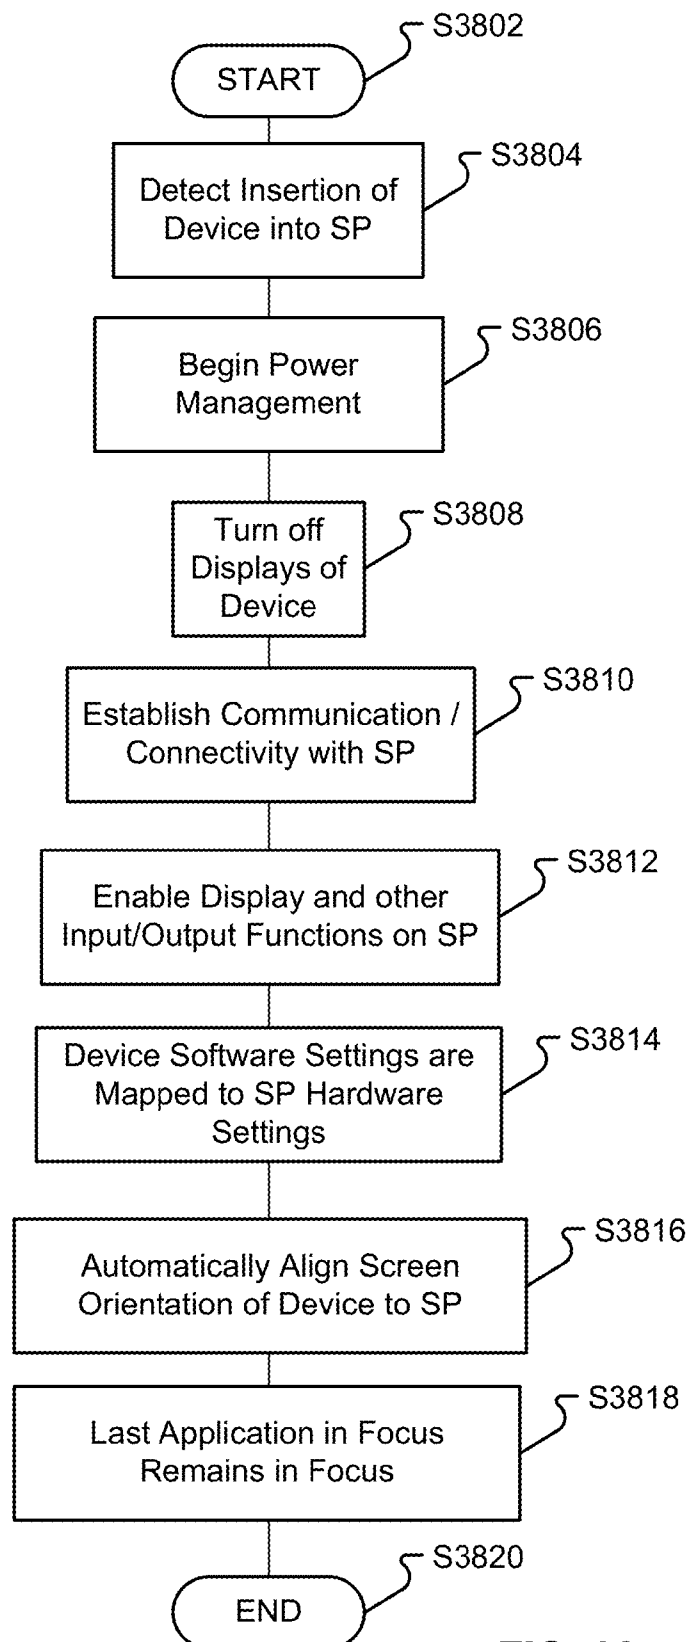 S3802
START
S3804
Detect Insertion of
Device into SP
S3806
Begin Power
Management
S3808
Turn off
Displays of
Device
S3810
Establish Communication /
Connectivity with SP
S3812
Enable Display and other
Input/Output Functions on SP
S3814
Device Software Settings are
Mapped to SP Hardware
Settings
S3816
Automatically Align Screen
Orientation of Device to SP
S3818
Last Application in Focus
Remains in Focus
S3820
END